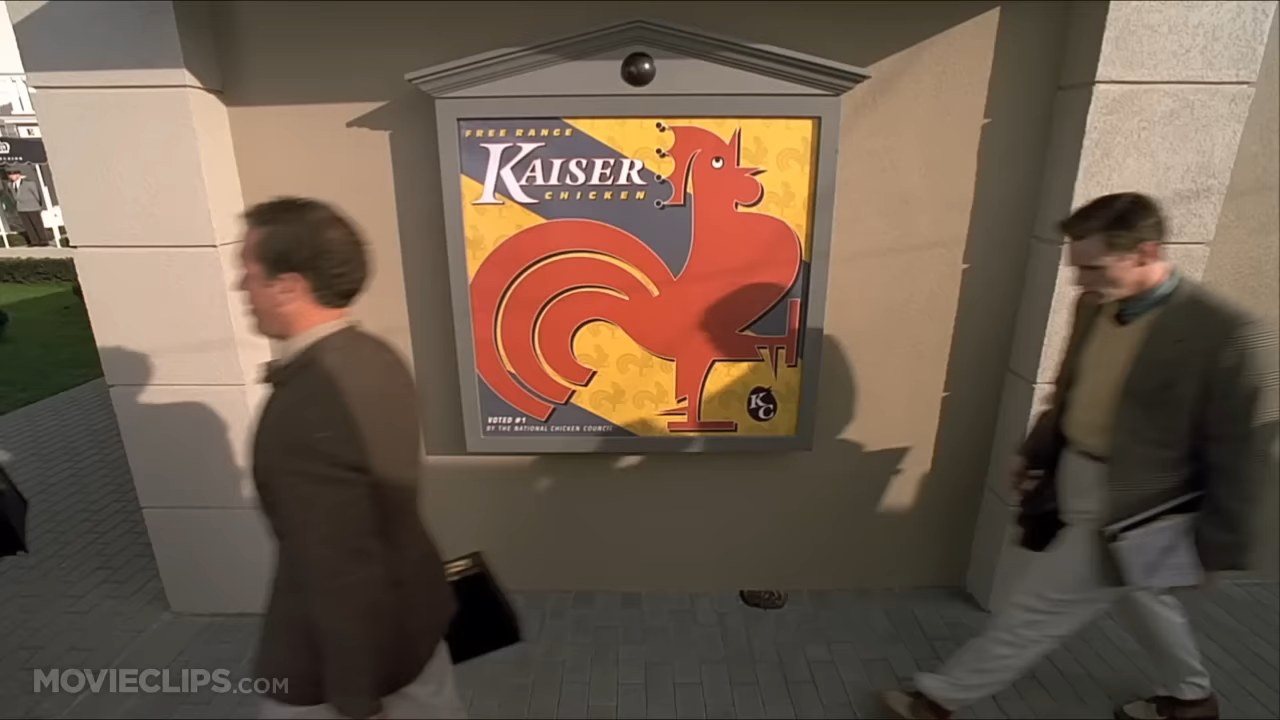 FREE RANGE
KAISER
CHICKEN
KC
VOTED #1
BY THE NATIONAL CHICKEN COUNCIL
MOVIECLIPS.COM